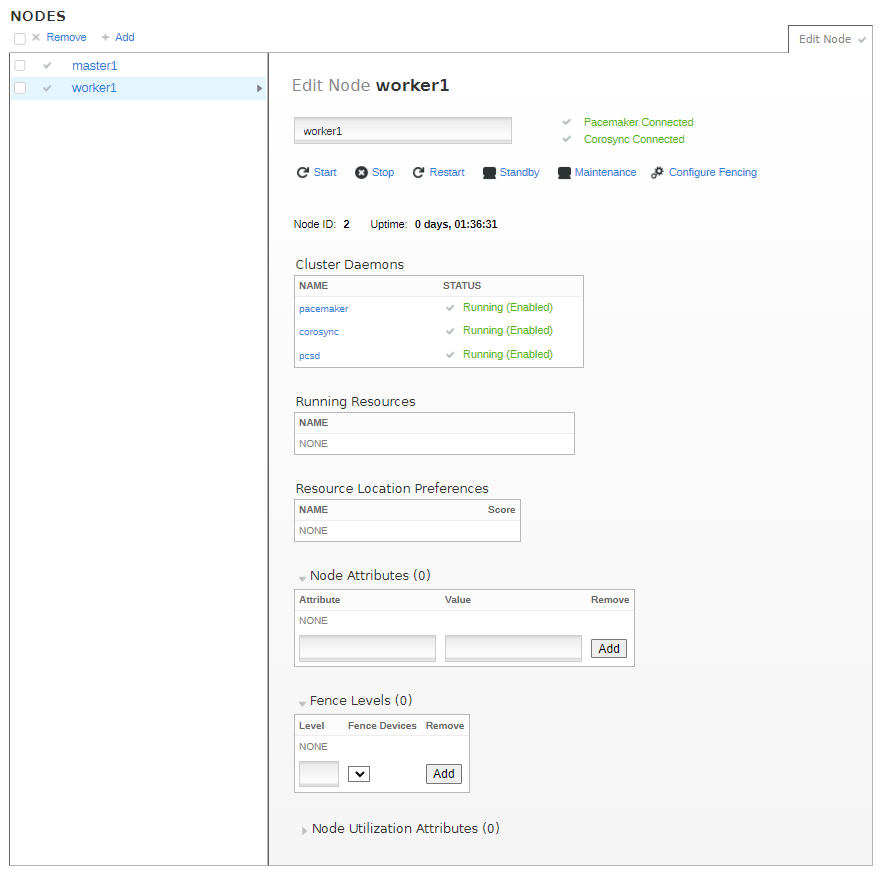 NODES
Remove Add
Edit Node
master1
worker1
Edit Node worker1
worker1
Pacemaker Connected
Corosync Connected
Start Stop Restart Standby Maintenance Configure Fencing
Node ID: 2 Uptime: 0 days, 01:36:31
Cluster Daemons
NAME STATUS
pacemaker Running (Enabled)
corosync Running (Enabled)
pcsd Running (Enabled)
Running Resources
NAME
NONE
Resource Location Preferences
NAME Score
NONE
Node Attributes (0)
Attribute Value Remove
NONE
Add
Fence Levels (0)
Level Fence Devices Remove
NONE
Add
Node Utilization Attributes (0)